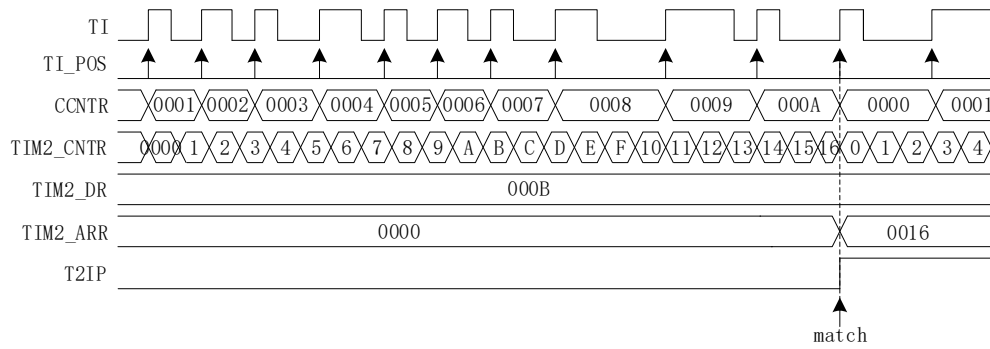 TI
TI_POS
CCNTR 0001 0002 0003 0004 0005 0006 0007 0008 0009 000A 0000 0001
TIM2_CNTR 0000 1 2 3 4 5 6 7 8 9 A B C D E F 10 11 12 13 14 15 16 0 1 2 3 4
TIM2_DR 000B
TIM2_ARR 0000 0016
T2IP
match